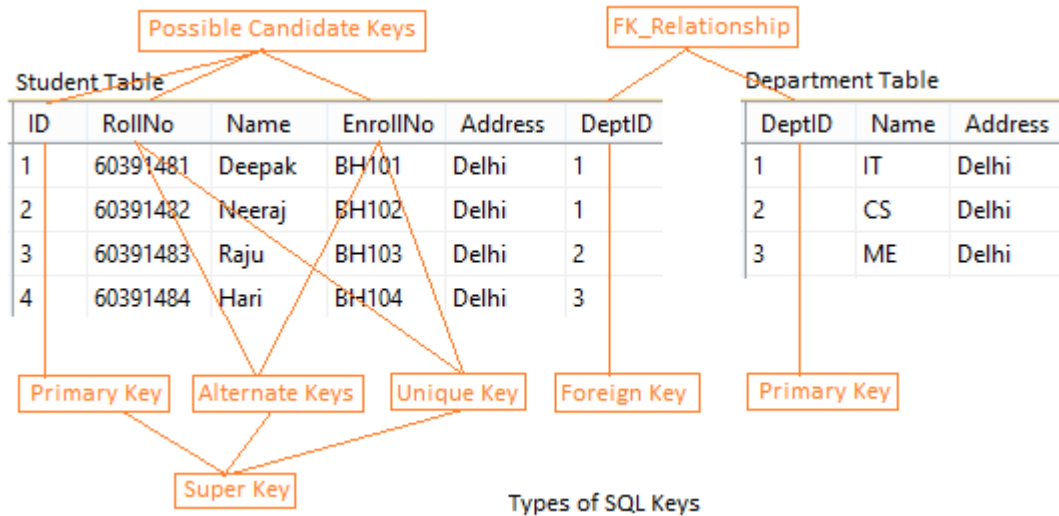 Possible Candidate Keys
FK_Relationship
Student Table
Department Table
ID RollNo Name EnrollNo Address DeptID
1 60391481 Deepak BH101 Delhi 1
2 60391482 Neeraj BH102 Delhi 1
3 60391483 Raju BH103 Delhi 2
4 60391484 Hari BH104 Delhi 3
DeptID Name Address
1 IT Delhi
2 CS Delhi
3 ME Delhi
Primary Key
Alternate Keys
Unique Key
Foreign Key
Primary Key
Super Key
Types of SQL Keys